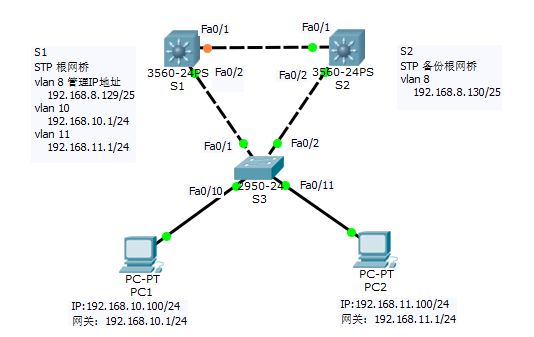 Fa0/1
Fa0/1
S1
STP 根网桥
vlan 8 管理IP地址
192.168.8.129/25
vlan 10
192.168.10.1/24
vlan 11
192.168.11.1/24
3560-24PS
S1
Fa0/2
Fa0/2
3560-24PS
S2
S2
STP 备份根网桥
vlan 8
192.168.8.130/25
Fa0/1
Fa0/2
2950-24
S3
Fa0/10
Fa0/11
PC-PT
PC1
IP:192.168.10.100/24
网关：192.168.10.1/24
PC-PT
PC2
IP:192.168.11.100/24
网关：192.168.11.1/24